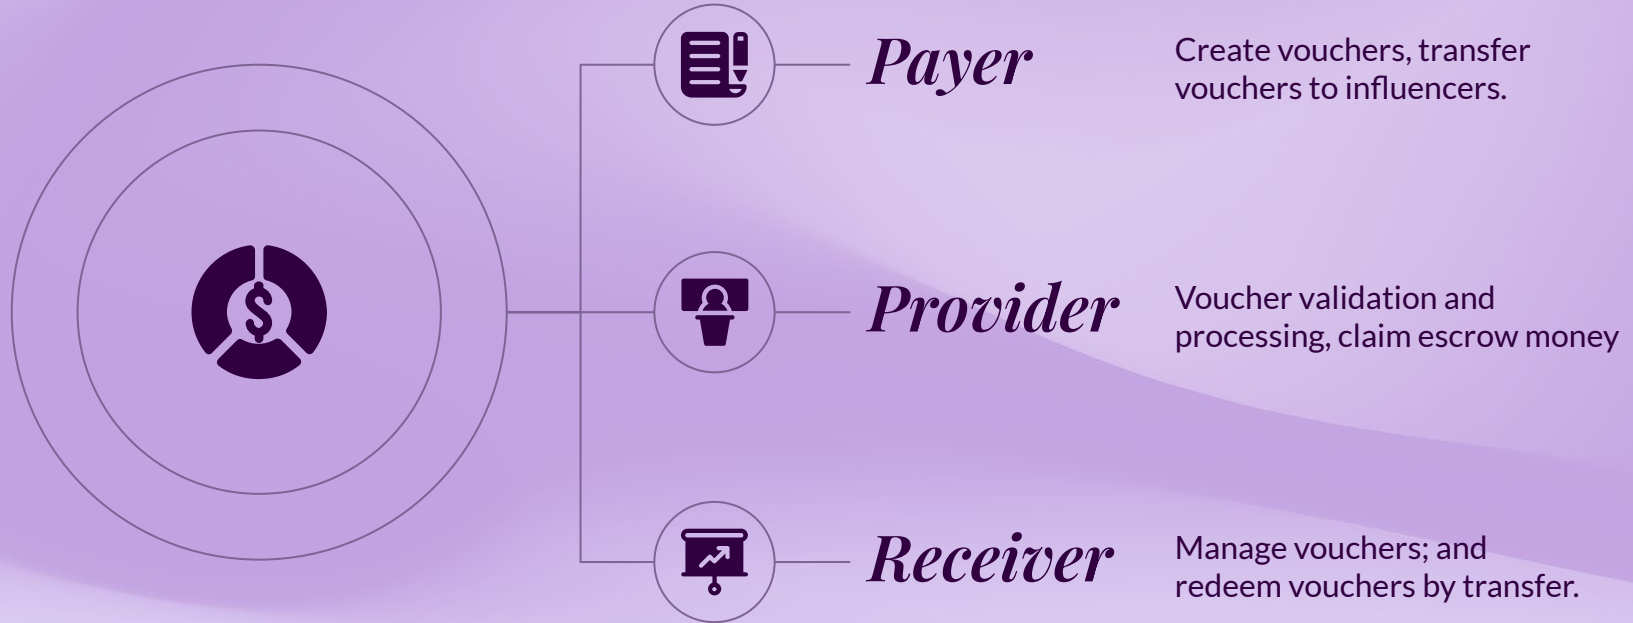 Payer
Create vouchers, transfer
vouchers to influencers.
$
Provider
Voucher validation and
processing, claim escrow money
Receiver
Manage vouchers; and
redeem vouchers by transfer.